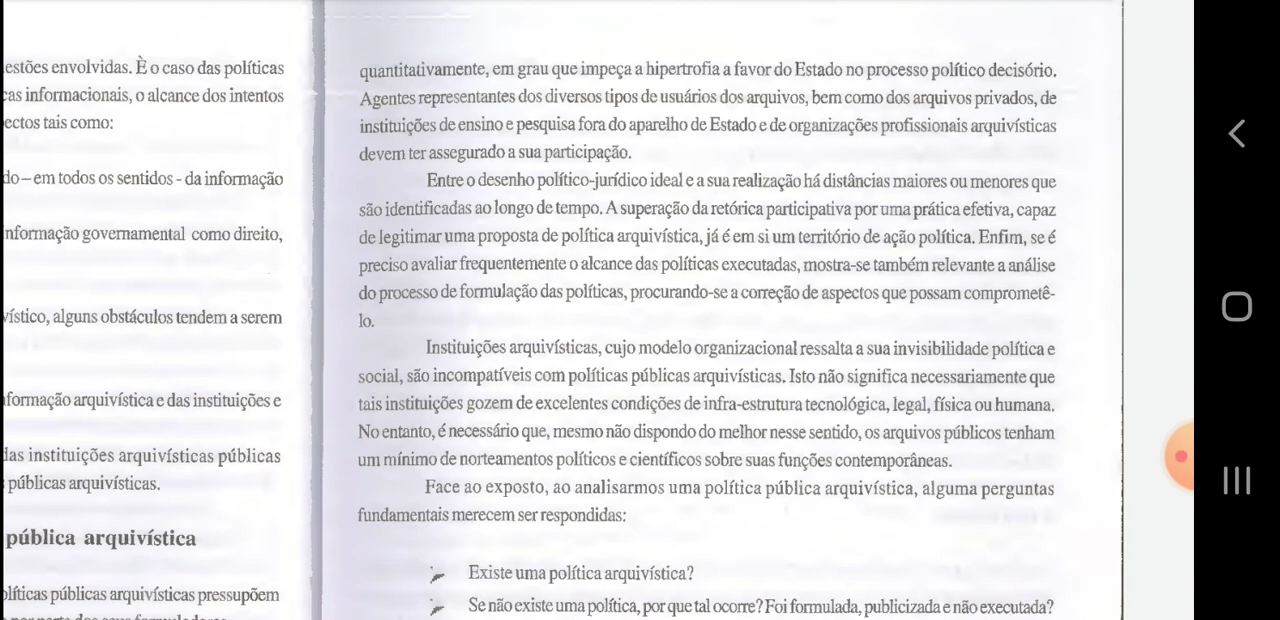 estões envolvidas. È o caso das políticas
cas informacionais, o alcance dos intentos
ectos tais como:
do – em todos os sentidos - da informação
nformação governamental como direito,
vístico, alguns obstáculos tendem a serem
formação arquivística e das instituições e
das instituições arquivísticas públicas
públicas arquivísticas.
pública arquivística
olíticas públicas arquivísticas pressupõem
quantitativamente, em grau que impeça a hipertrofia a favor do Estado no processo político decisório.
Agentes representantes dos diversos tipos de usuários dos arquivos, bem como dos arquivos privados, de
instituições de ensino e pesquisa fora do aparelho de Estado e de organizações profissionais arquivísticas
devem ter assegurado a sua participação.
Entre o desenho político-jurídico ideal e a sua realização há distâncias maiores ou menores que
são identificadas ao longo de tempo. A superação da retórica participativa por uma prática efetiva, capaz
de legitimar uma proposta de política arquivística, já é em si um território de ação política. Enfim, se é
preciso avaliar frequentemente o alcance das políticas executadas, mostra-se também relevante a análise
do processo de formulação das políticas, procurando-se a correção de aspectos que possam comprometê-
lo.
Instituições arquivísticas, cujo modelo organizacional ressalta a sua invisibilidade política e
social, são incompatíveis com políticas públicas arquivísticas. Isto não significa necessariamente que
tais instituições gozem de excelentes condições de infra-estrutura tecnológica, legal, física ou humana.
No entanto, é necessário que, mesmo não dispondo do melhor nesse sentido, os arquivos públicos tenham
um mínimo de norteamentos políticos e científicos sobre suas funções contemporâneas.
Face ao exposto, ao analisarmos uma política pública arquivística, alguma perguntas
fundamentais merecem ser respondidas:
Existe uma política arquivística?
Se não existe uma política, por que tal ocorre? Foi formulada, publicizada e não executada?